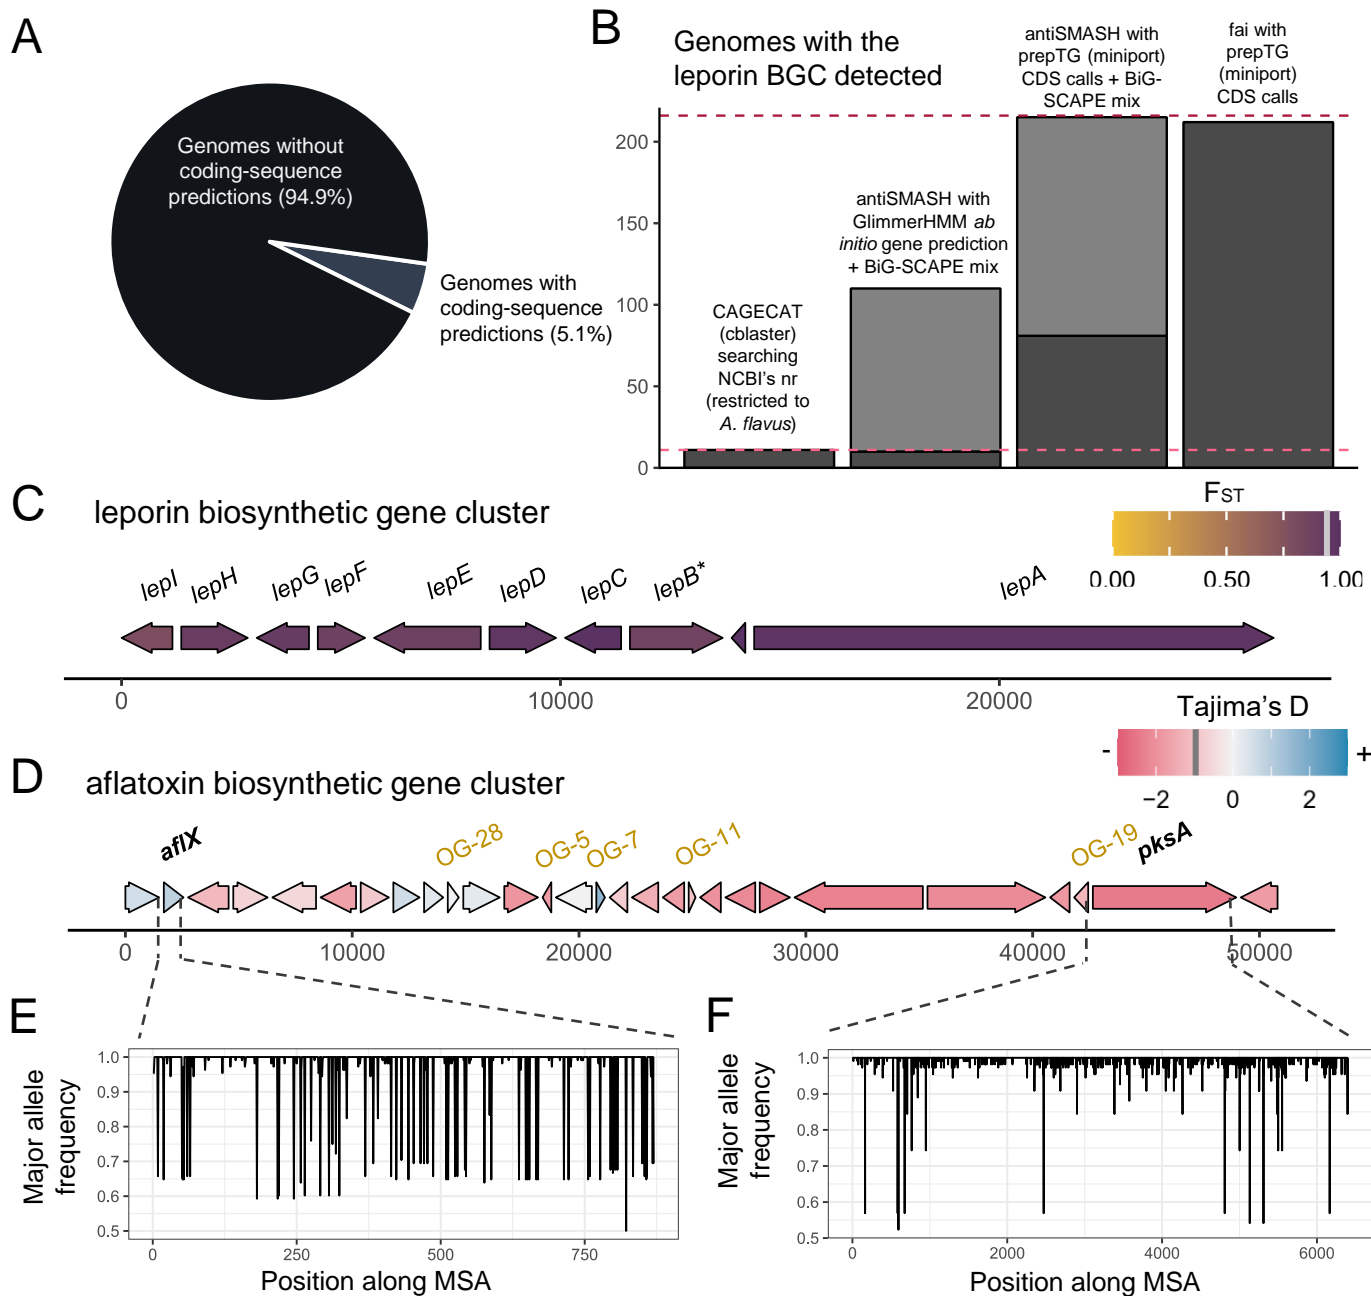 A
Genomes without
coding-sequence
predictions (94.9%)
Genomes with
coding-sequence
predictions (5.1%)
B
Genomes with the
leporin BGC detected
antiSMASH with
prepTG (miniport)
CDS calls + BiG-
SCAPE mix
fai with
prepTG
(miniport)
CDS calls
antiSMASH with
GlimmerHMM ab
initio gene prediction
+ BiG-SCAPE mix
CAGECAT
(cblaster)
searching
NCBI's nr
(restricted to
A. flavus)
200
150
100
50
0
C
leporin biosynthetic gene cluster
FST
0.00 0.50 1.00
lepI lepH lepG lepF lepE lepD lepC lepB* lepA
0 10000 20000
Tajima's D
- +
−2 0 2
D
aflatoxin biosynthetic gene cluster
aflX OG-28 OG-5 OG-7 OG-11 OG-19 pksA
0 10000 20000 30000 40000 50000
E
Major allele
frequency
1.0
0.9
0.8
0.7
0.6
0.5
0 250 500 750
Position along MSA
F
Major allele
frequency
1.0
0.9
0.8
0.7
0.6
0.5
0 2000 4000 6000
Position along MSA